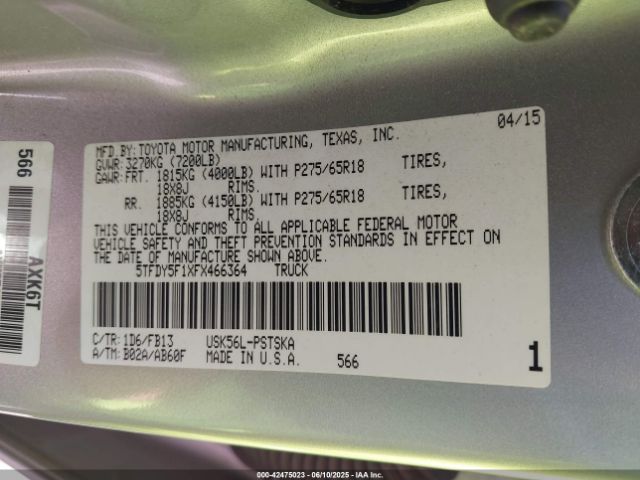 566
AXK6T
04/15
MFD.BY:TOYOTA MOTOR MANUFACTURING, TEXAS, INC.
GVWR: 3270KG (7200LB)
GAWR: FRT. 1815KG (4000LB) WITH P275/65R18 TIRES,
18X8J RIMS.
RR. 1885KG (4150LB) WITH P275/65R18 TIRES,
18X8J RIMS.
THIS VEHICLE CONFORMS TO ALL APPLICABLE FEDERAL MOTOR
VEHICLE SAFETY AND THEFT PREVENTION STANDARDS IN EFFECT ON
THE DATE OF MANUFACTURE SHOWN ABOVE.
5TFDY5F1XFX466364 TRUCK
C/TR: 1D6/FB13 USK56L-PSTSKA
A/TM: B02A/AB60F MADE IN U.S.A. 566 1
000-42475023 - 06/10/2025 - IAAI.COM